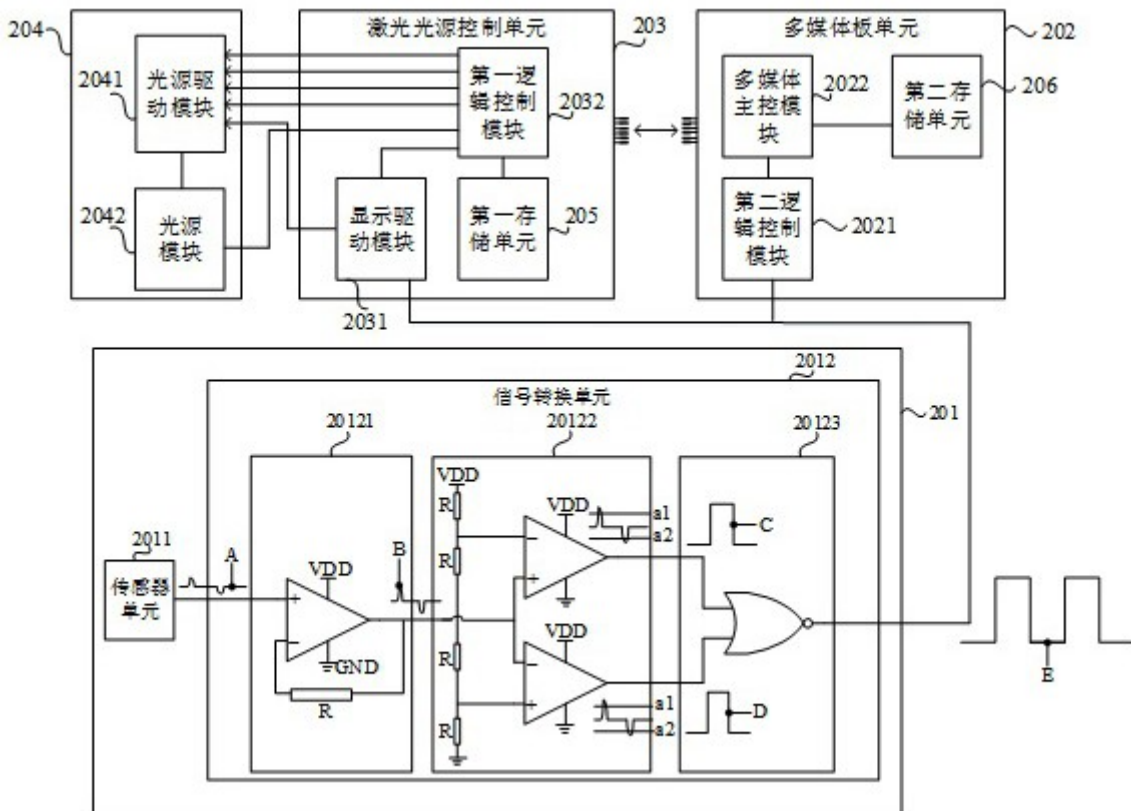 204
2041
光源驱
动模块
2042
光源
模块
激光光源控制单元
203
第一逻
辑控制
模块
2032
显示驱
动模块
2031
第一存
储单元
205
多媒体板单元
202
多媒体
主控模
块
2022
第二存
储单元
206
第二逻
辑控制
模块
2021
2012
信号转换单元
201
20121
20122
20123
2011
传感器
单元
A
VDD
+
−
GND
R
B
VDD
R
R
R
R
VDD
−
+
a1
a2
VDD
−
+
a1
a2
C
D
E